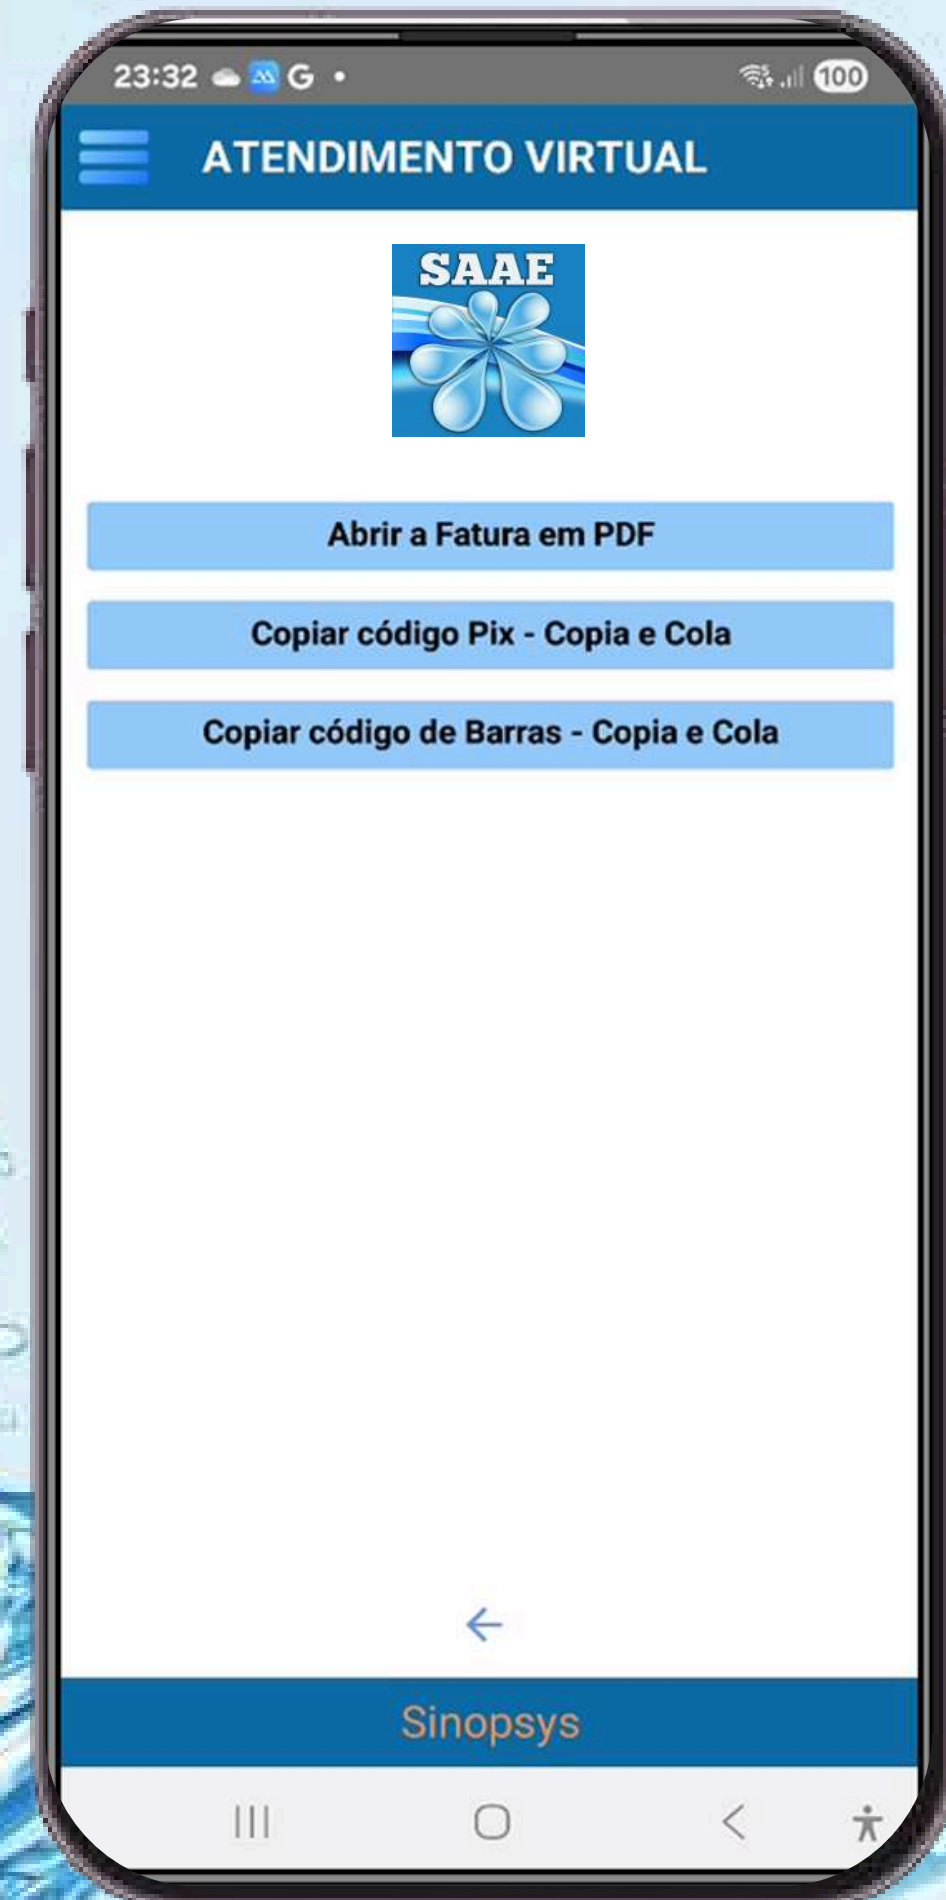 23:32
G
100
ATENDIMENTO VIRTUAL
SAAE
Abrir a Fatura em PDF
Copiar código Pix - Copia e Cola
Copiar código de Barras - Copia e Cola
Sinopsys